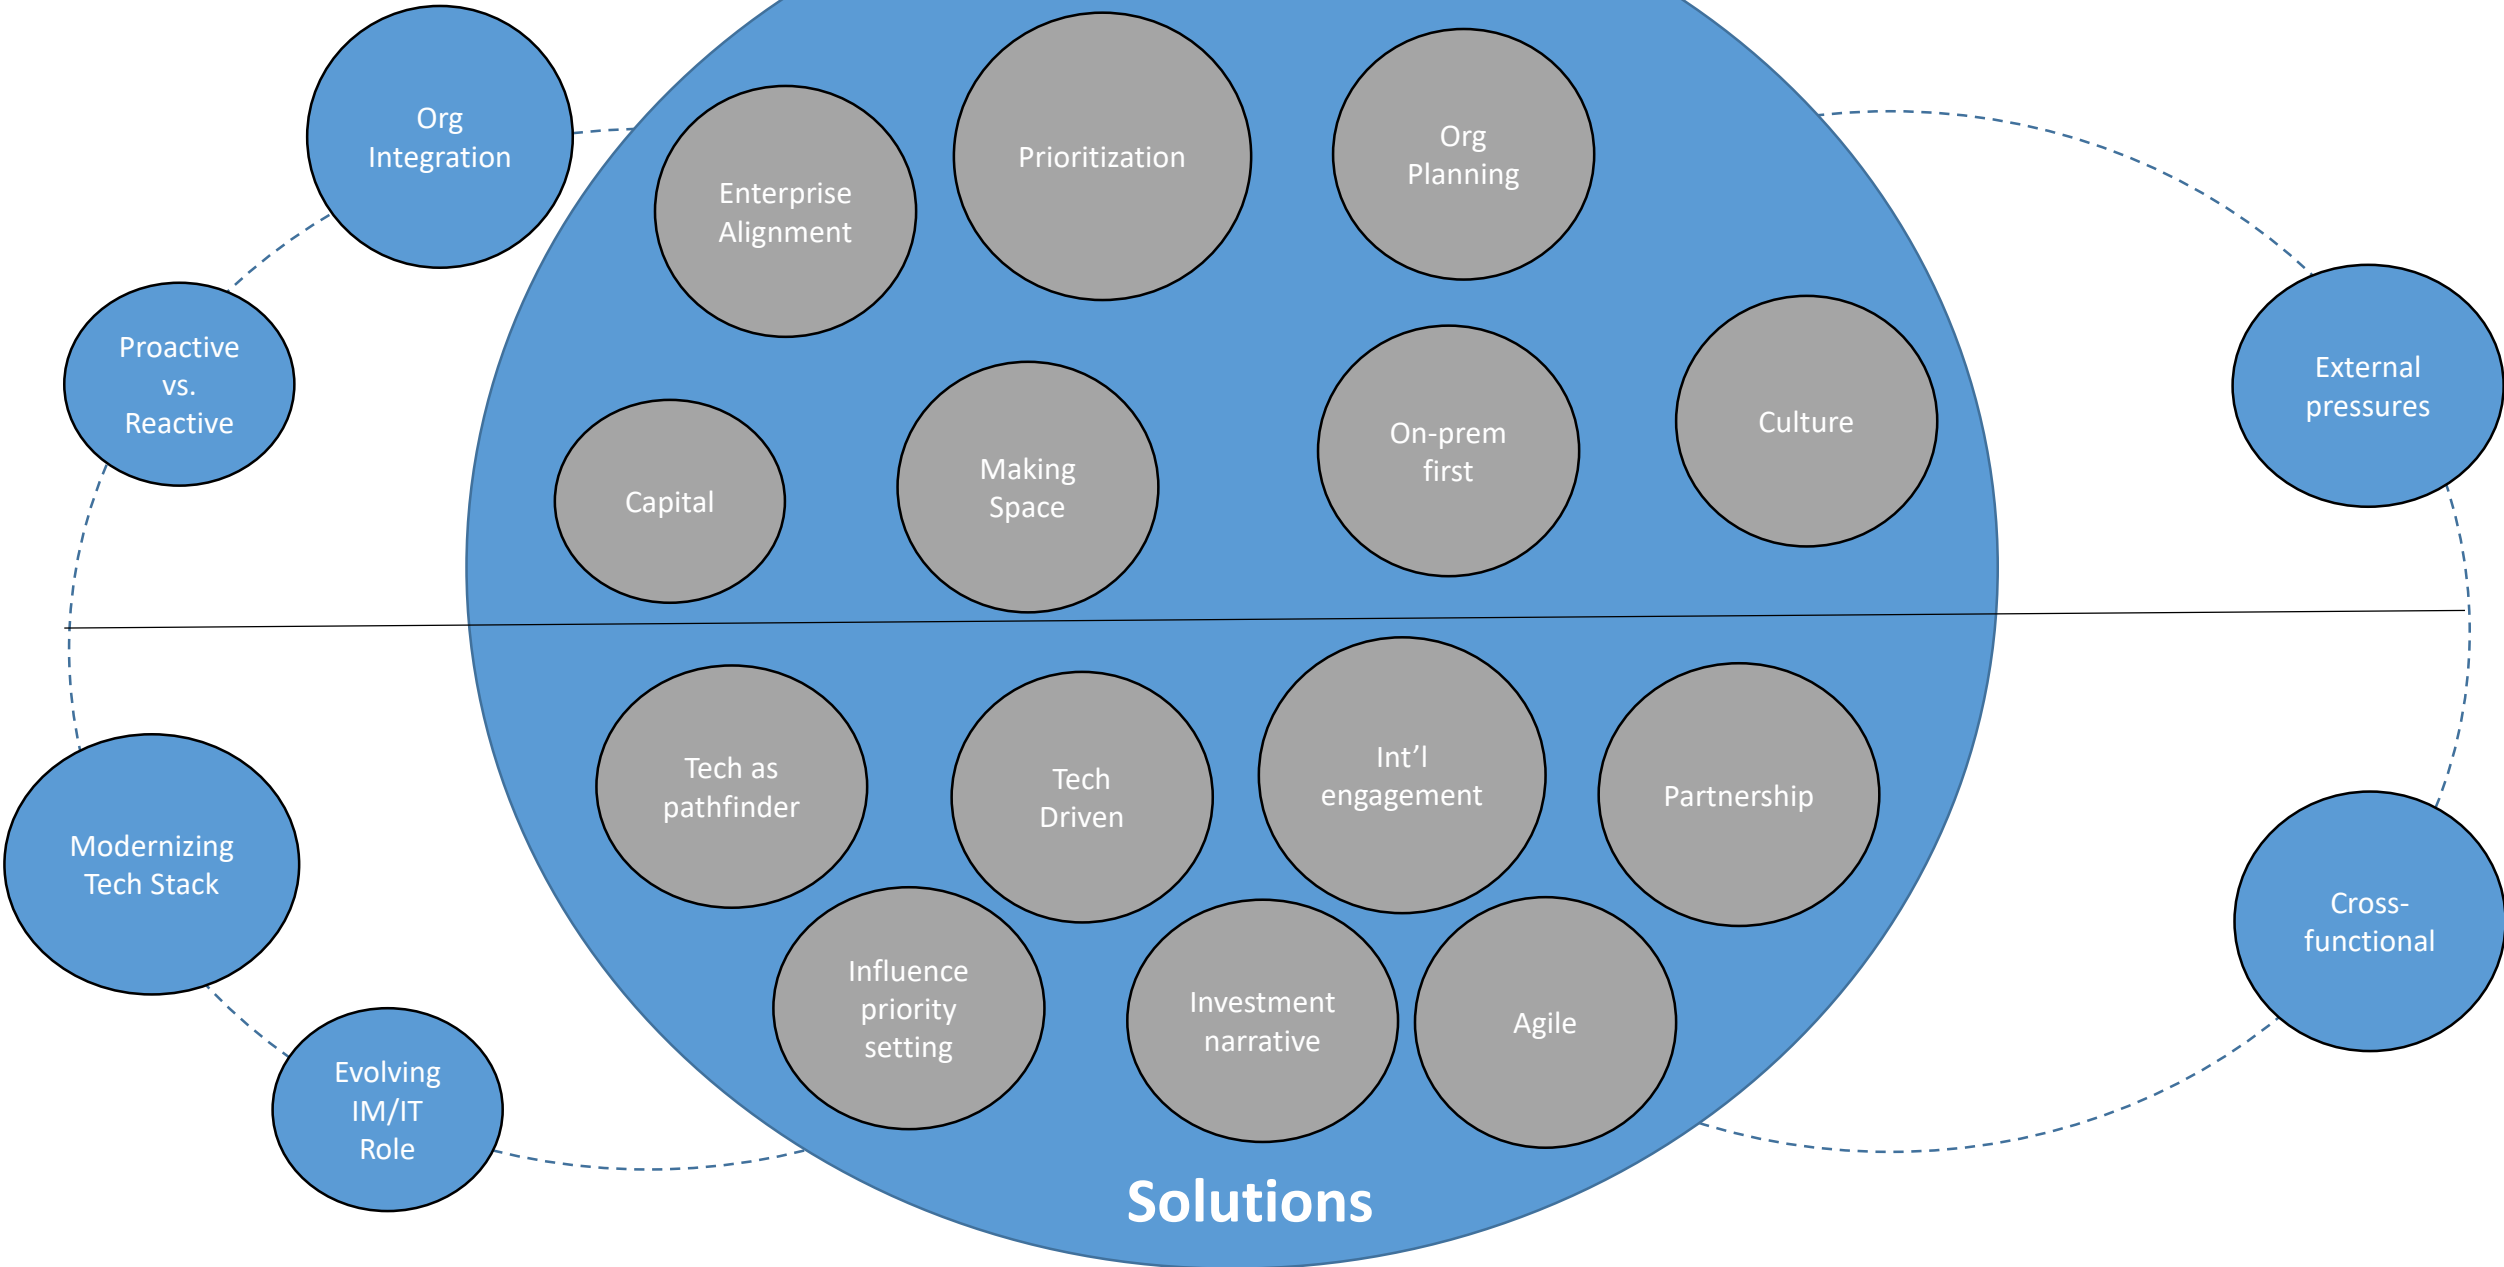 Org
Integration
Prioritization
Org
Planning
Enterprise
Alignment
Proactive
vs.
Reactive
External
pressures
Culture
On-prem
first
Making
Space
Capital
Tech as
pathfinder
Tech
Driven
Int’l
engagement
Partnership
Modernizing
Tech Stack
Cross-
functional
Influence
priority
setting
Investment
narrative
Agile
Evolving
IM/IT
Role
Solutions